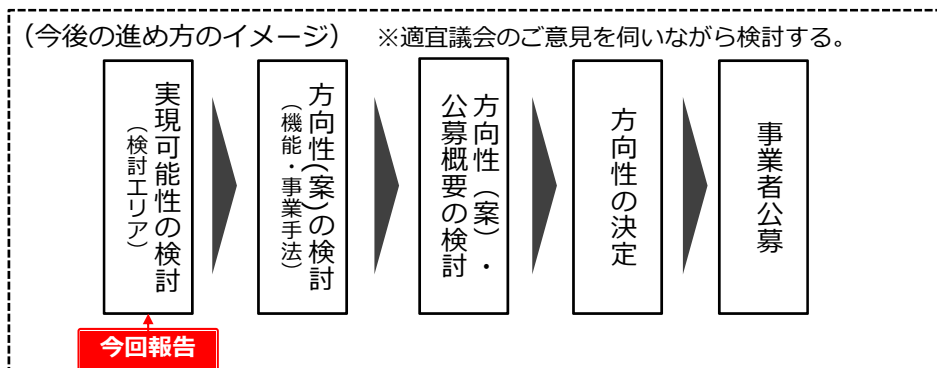 （今後の進め方のイメージ）　※適宜議会のご意見を伺いながら検討する。
実現可能性の検討
（検討エリア）
方向性(案)の検討
（機能・事業手法）
方向性（案）・
公募概要の検討
方向性の決定
事業者公募
今回報告